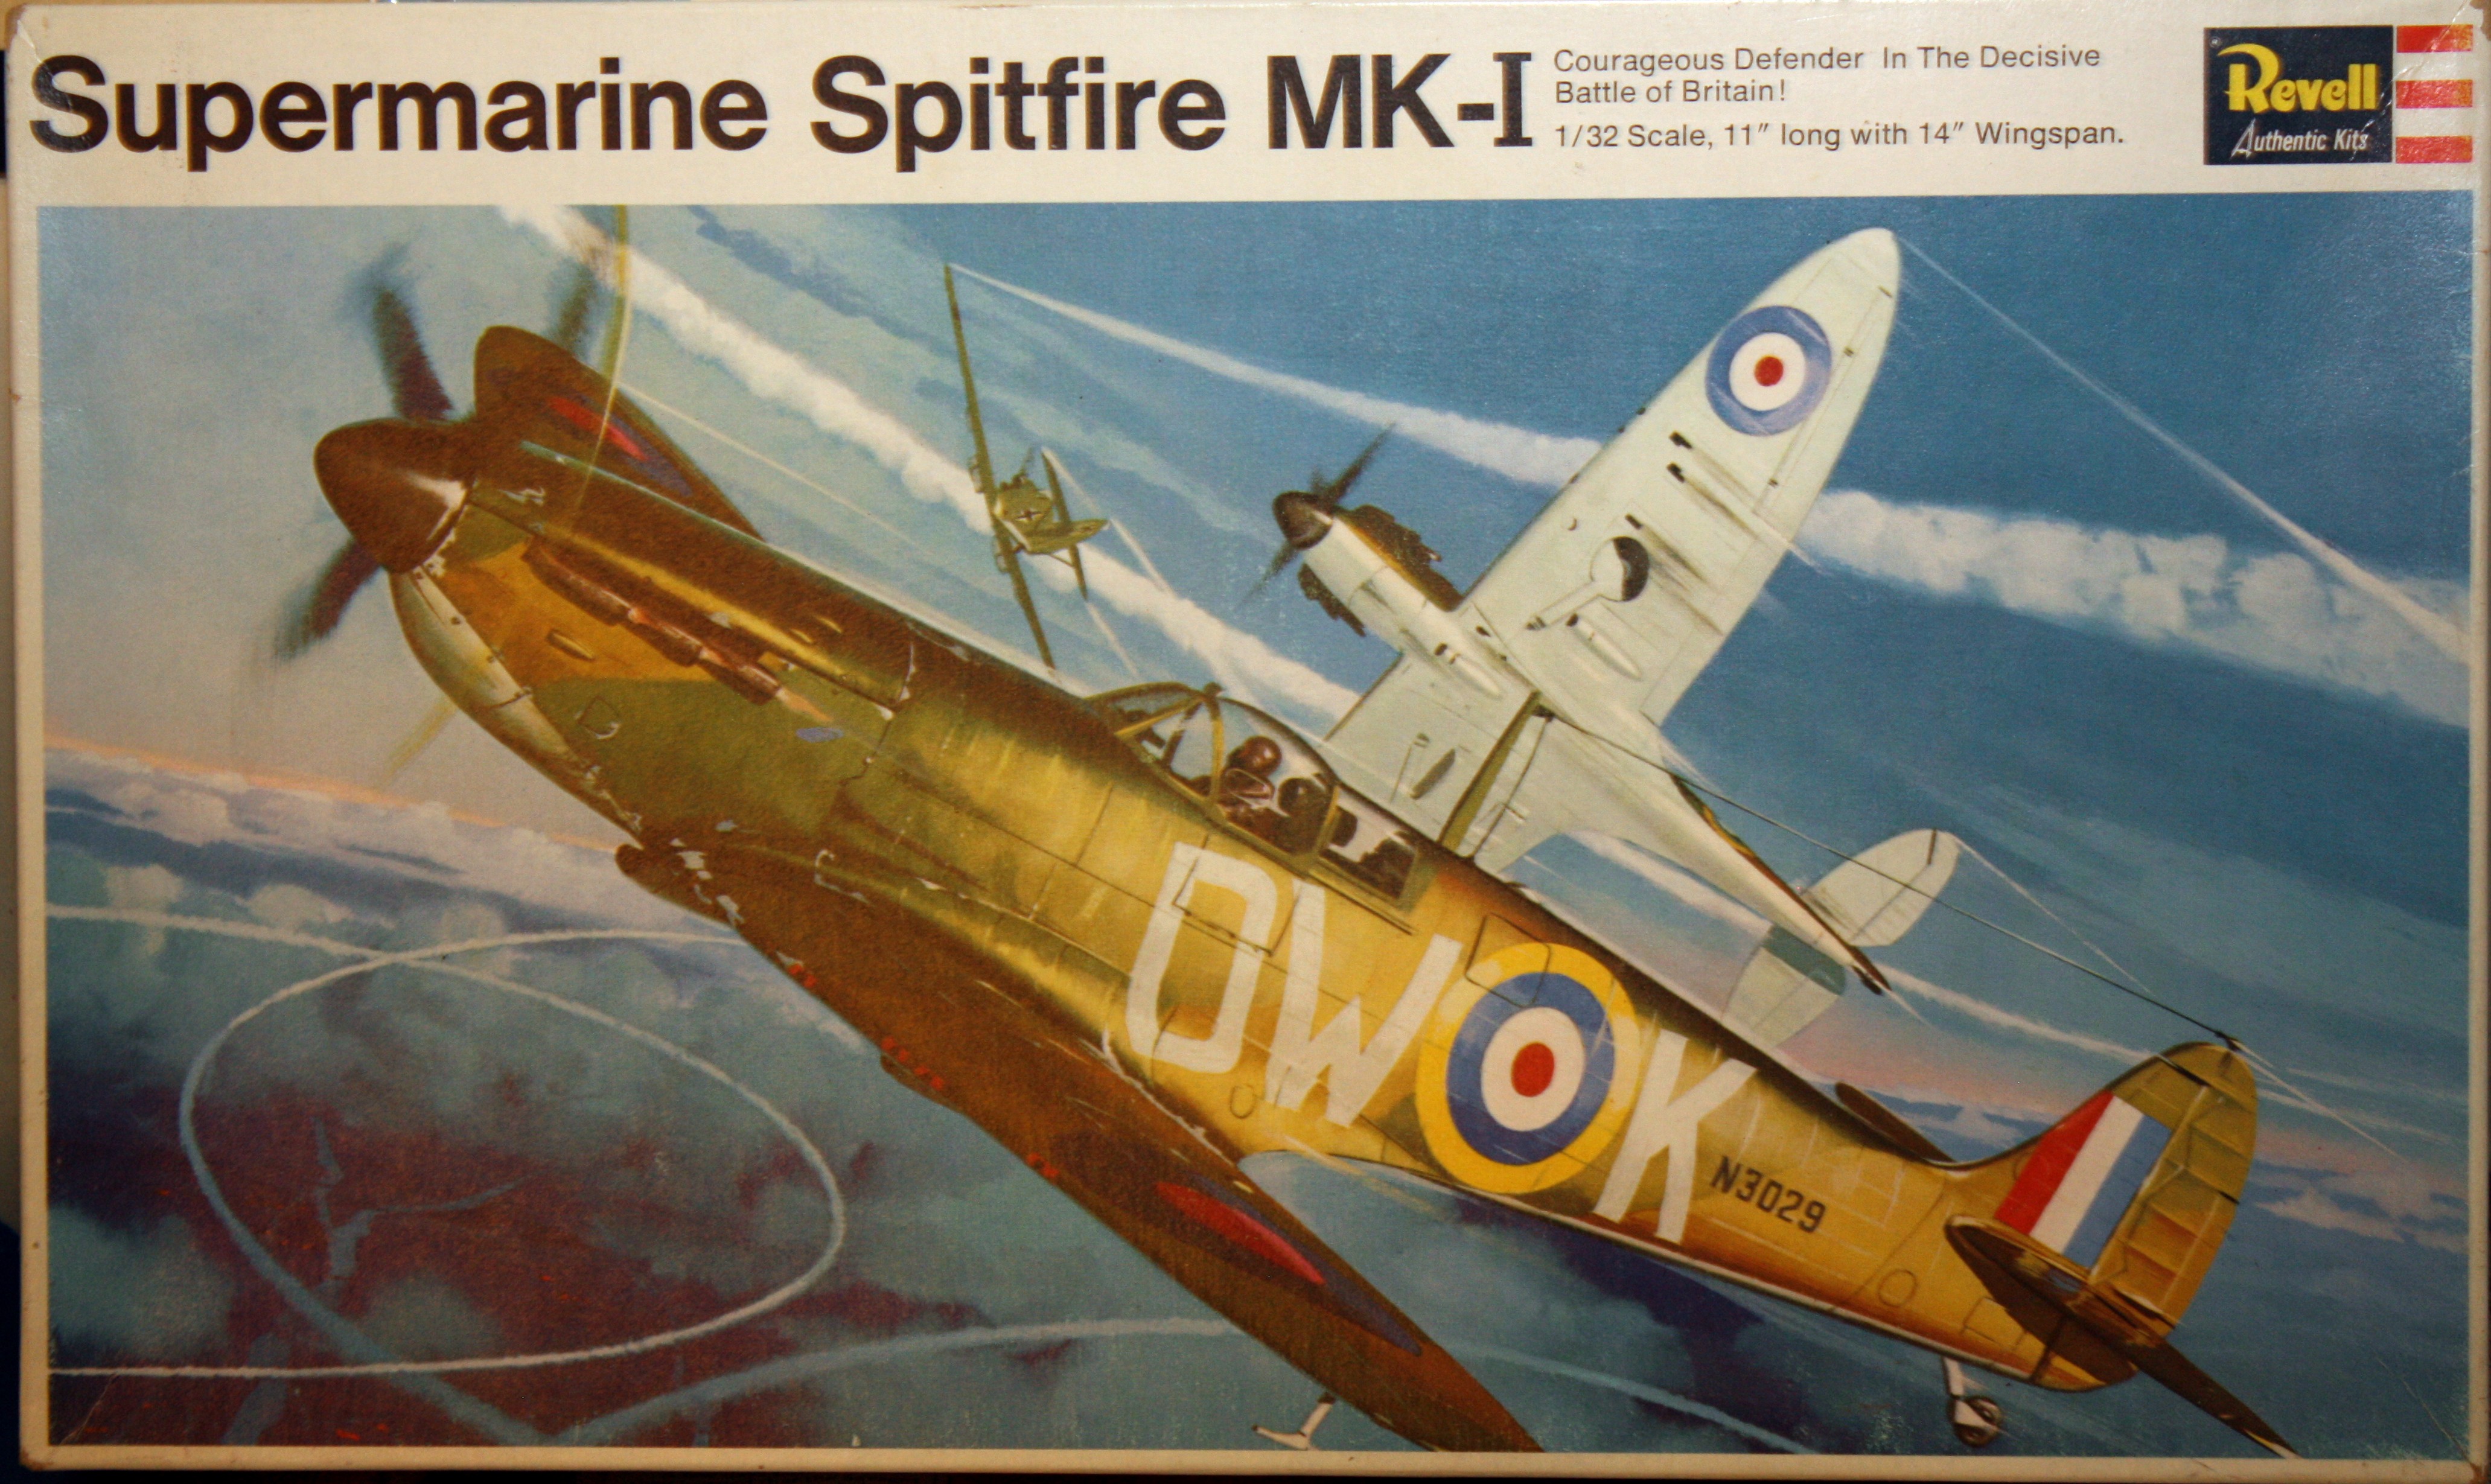 Supermarine Spitfire MK-I
Courageous Defender In The Decisive
Battle of Britain!
1/32 Scale, 11" long with 14" Wingspan.
Revell
Authentic Kits
DW K
N3029